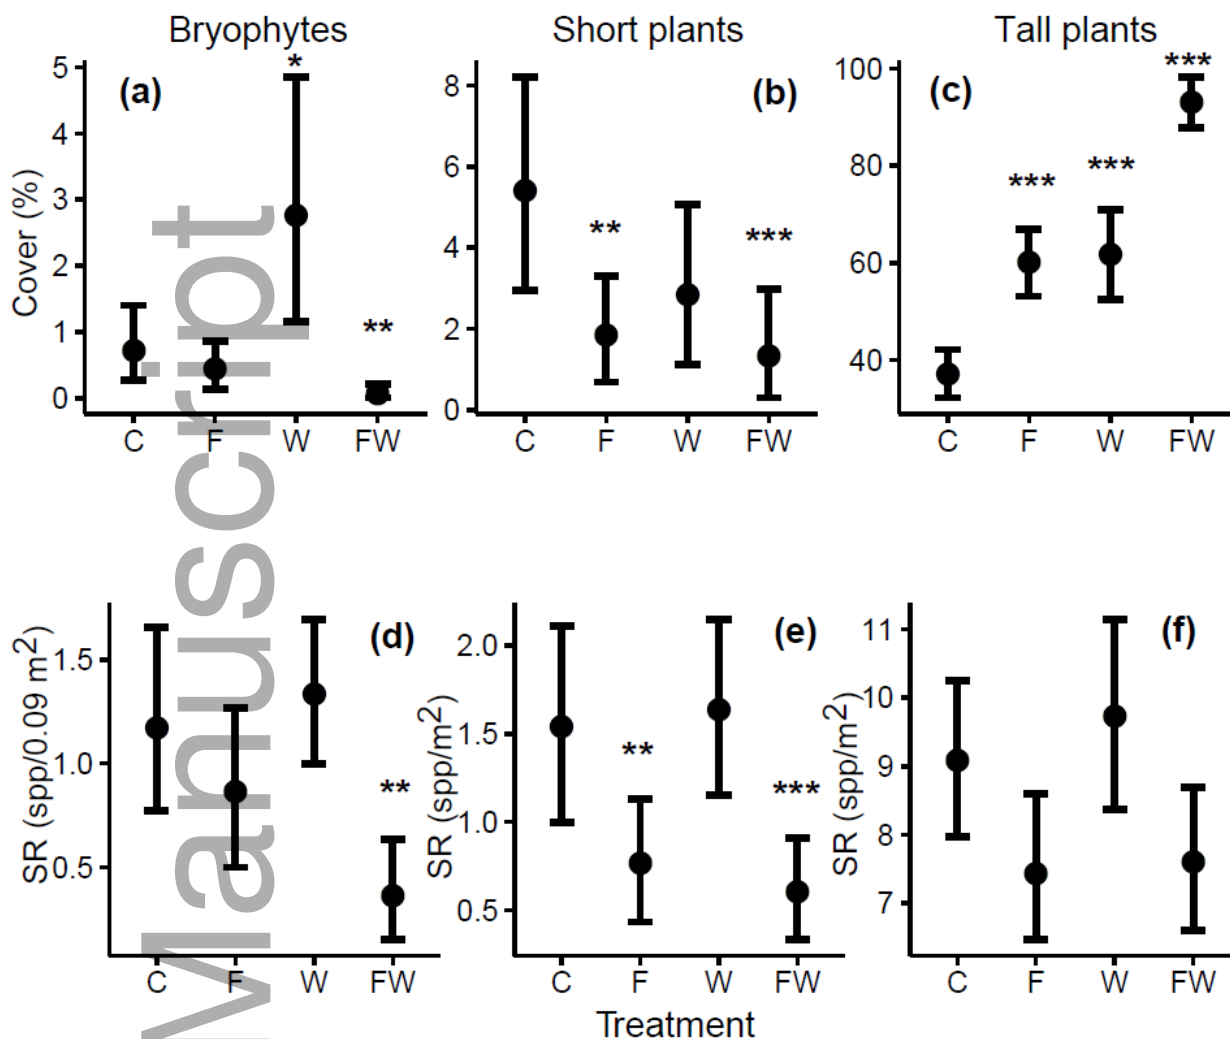 Bryophytes
Short plants
Tall plants
Cover (%)
(a)
5
4
3
2
1
0
*
**
C F W FW
(b)
8
6
4
2
0
**
***
C F W FW
(c)
100
80
60
40
***
***
***
C F W FW
SR (spp/0.09 m²)
(d)
1.5
1.0
0.5
**
C F W FW
SR (spp/m²)
(e)
2.0
1.5
1.0
0.5
**
***
C F W FW
SR (spp/m²)
(f)
11
10
9
8
7
C F W FW
Treatment
Manuscript